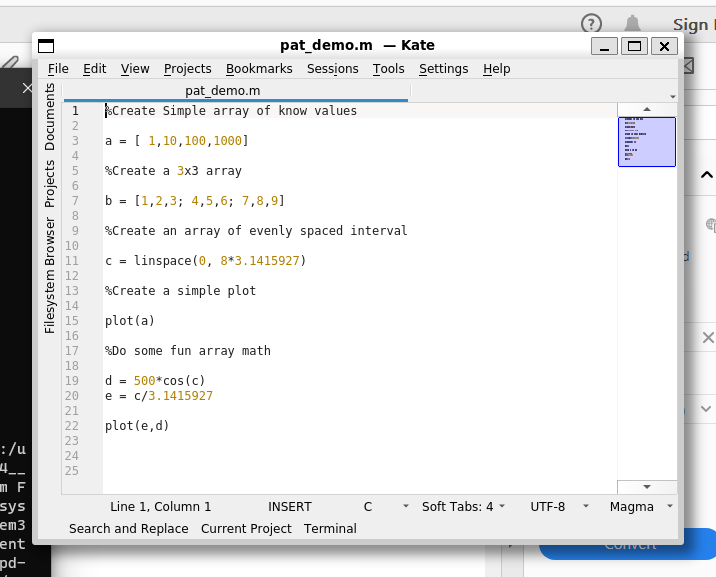 Sign
pat_demo.m — Kate
File Edit View Projects Bookmarks Sessions Tools Settings Help
pat_demo.m
Documents
Projects
Filesystem Browser
1 %Create Simple array of know values
2
3 a = [ 1,10,100,1000]
4
5 %Create a 3x3 array
6
7 b = [1,2,3; 4,5,6; 7,8,9]
8
9 %Create an array of evenly spaced interval
10
11 c = linspace(0, 8*3.1415927)
12
13 %Create a simple plot
14
15 plot(a)
16
17 %Do some fun array math
18
19 d = 500*cos(c)
20 e = c/3.1415927
21
22 plot(e,d)
23
24
25
:/u
4__
m F
sys
em3
ent
pd-
Line 1, Column 1 INSERT C Soft Tabs: 4 UTF-8 Magma
Search and Replace Current Project Terminal
Convert